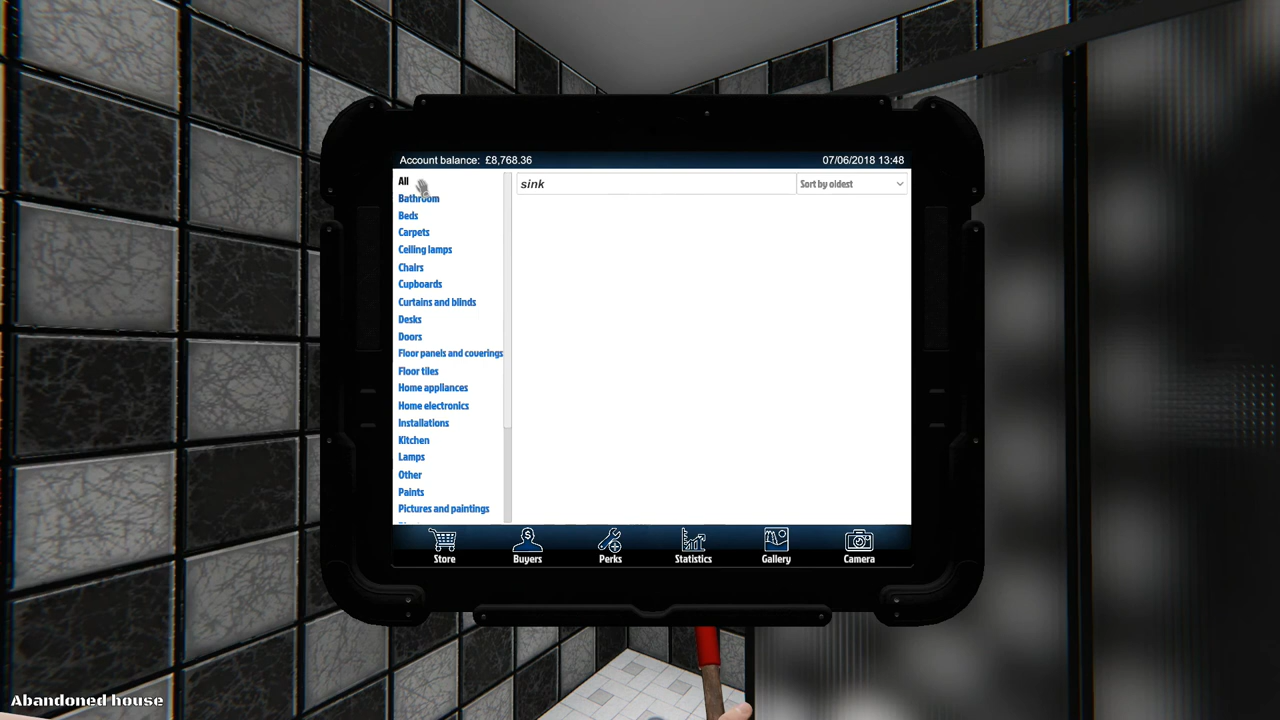 Account balance: £8,768.36
07/06/2018 13:48
All
Bathroom
Beds
Carpets
Ceiling lamps
Chairs
Cupboards
Curtains and blinds
Desks
Doors
Floor panels and coverings
Floor tiles
Home appliances
Home electronics
Installations
Kitchen
Lamps
Other
Paints
Pictures and paintings
sink
Sort by oldest
Store
Buyers
Perks
Statistics
Gallery
Camera
Abandoned house